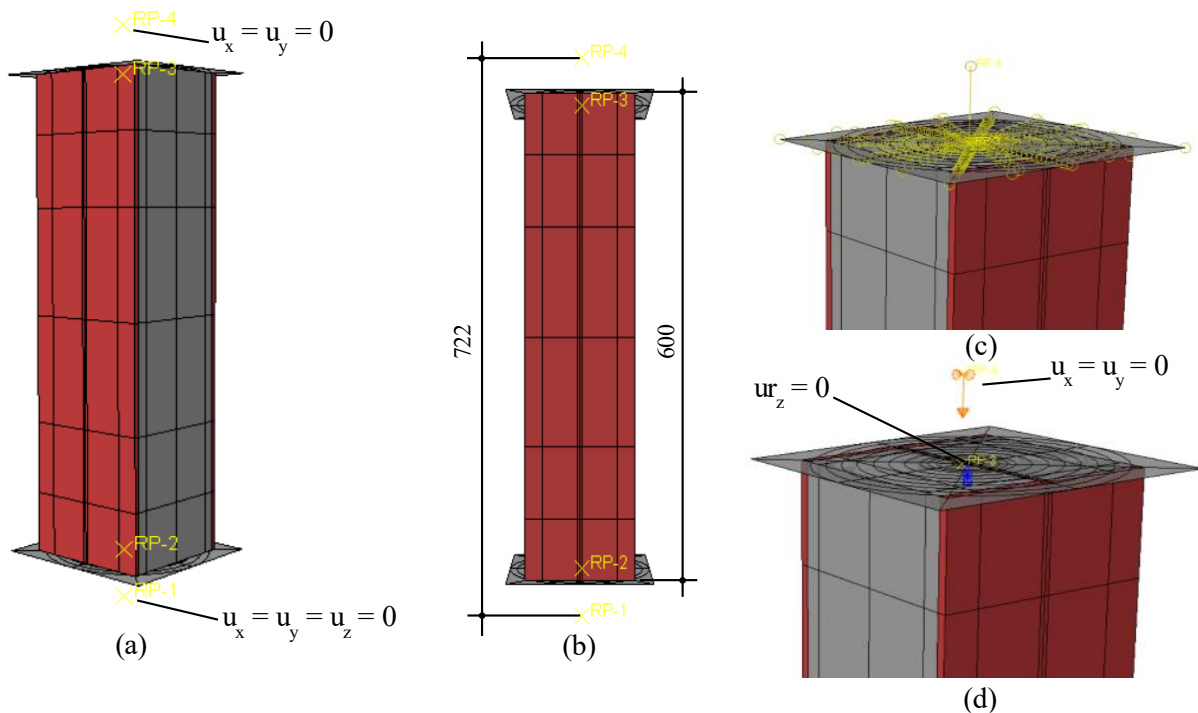 RP-4
u_x = u_y = 0
RP-3
RP-2
RP-1
u_x = u_y = u_z = 0
(a)
RP-4
RP-3
722
600
RP-2
RP-1
(b)
RP-4
(c)
RP-4
u_x = u_y = 0
ur_z = 0
RP-3
(d)